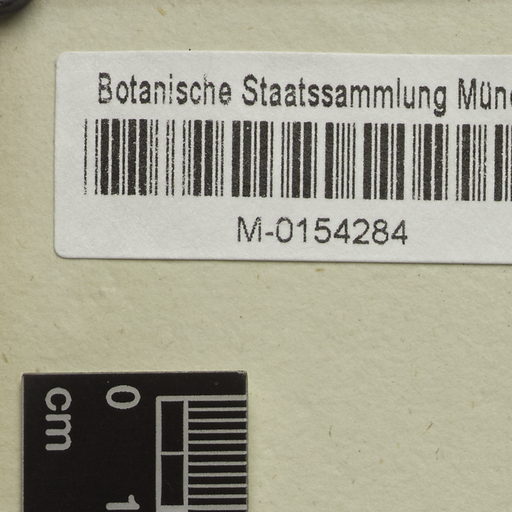 Botanische Staatssammlung Mün
M-0154284
0
cm
1